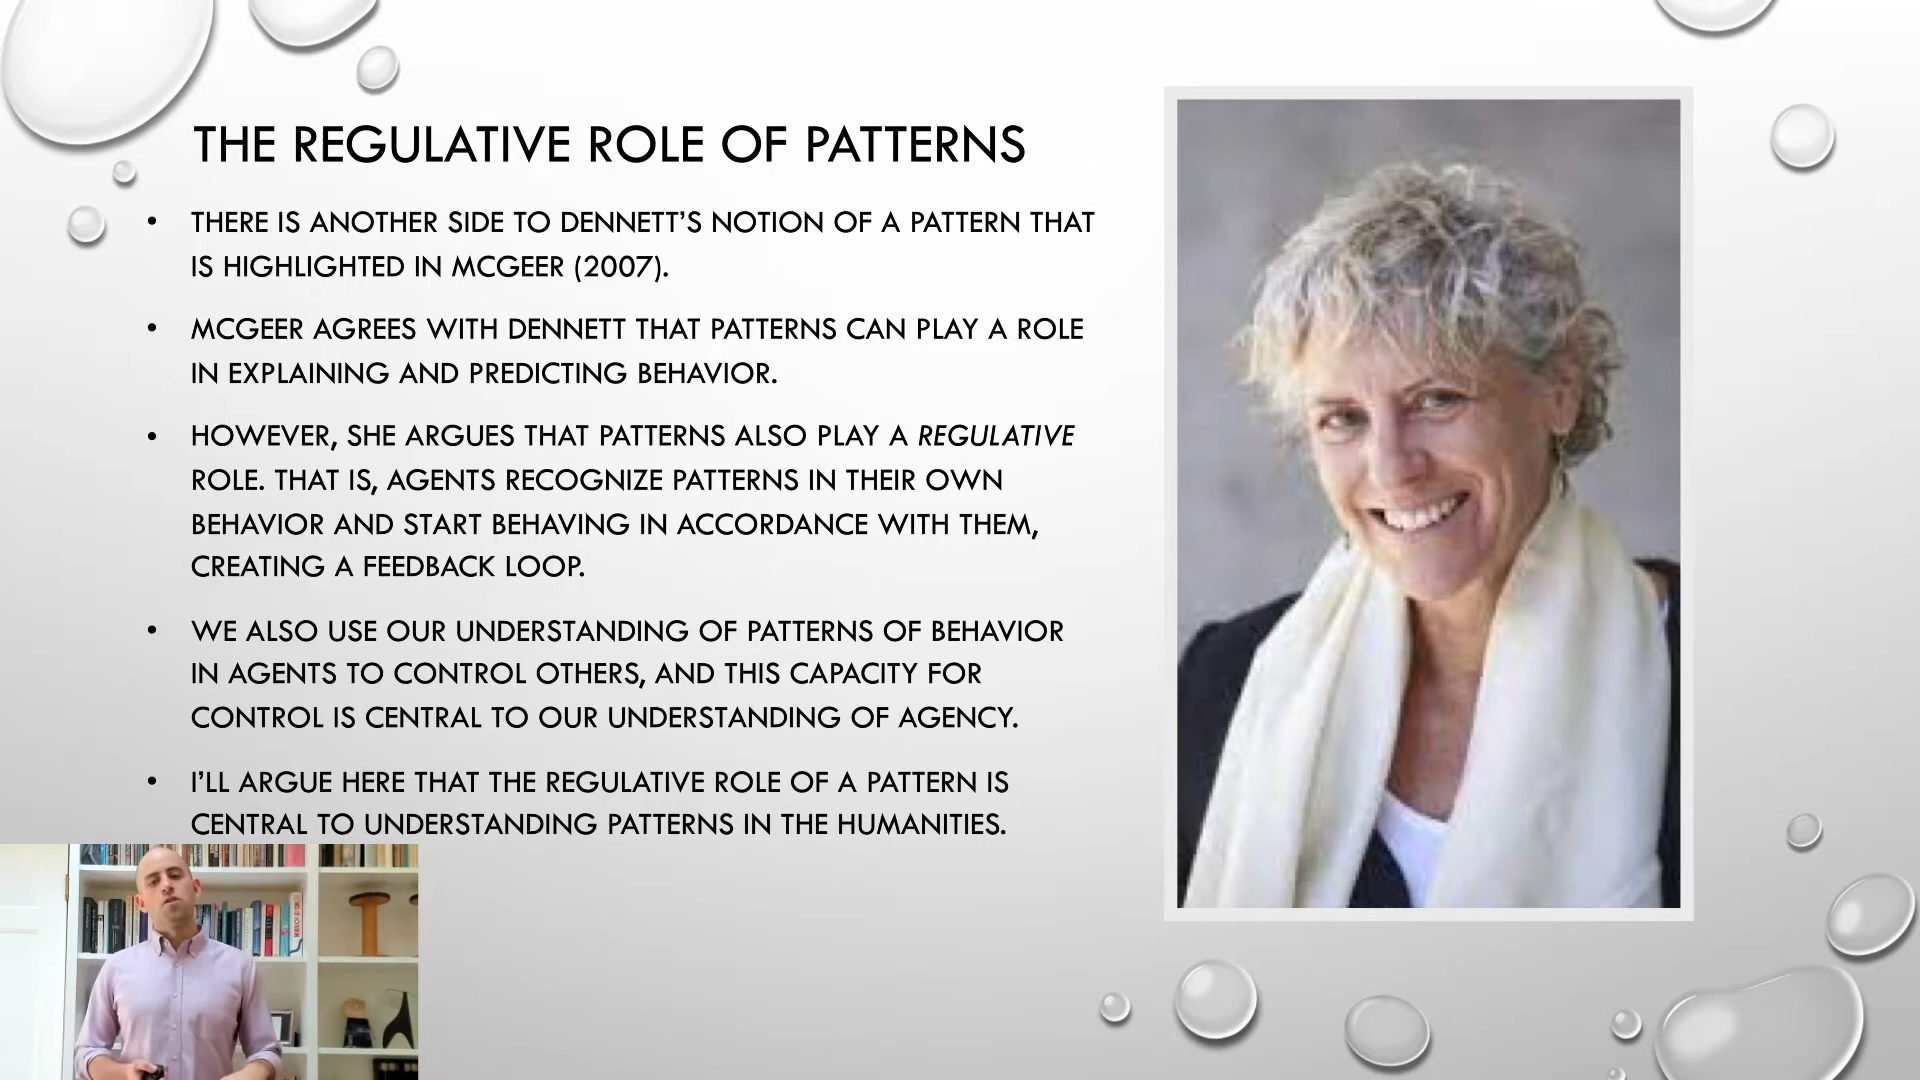 THE REGULATIVE ROLE OF PATTERNS
• THERE IS ANOTHER SIDE TO DENNETT’S NOTION OF A PATTERN THAT
IS HIGHLIGHTED IN MCGEER (2007).
• MCGEER AGREES WITH DENNETT THAT PATTERNS CAN PLAY A ROLE
IN EXPLAINING AND PREDICTING BEHAVIOR.
• HOWEVER, SHE ARGUES THAT PATTERNS ALSO PLAY A REGULATIVE
ROLE. THAT IS, AGENTS RECOGNIZE PATTERNS IN THEIR OWN
BEHAVIOR AND START BEHAVING IN ACCORDANCE WITH THEM,
CREATING A FEEDBACK LOOP.
• WE ALSO USE OUR UNDERSTANDING OF PATTERNS OF BEHAVIOR
IN AGENTS TO CONTROL OTHERS, AND THIS CAPACITY FOR
CONTROL IS CENTRAL TO OUR UNDERSTANDING OF AGENCY.
• I’LL ARGUE HERE THAT THE REGULATIVE ROLE OF A PATTERN IS
CENTRAL TO UNDERSTANDING PATTERNS IN THE HUMANITIES.